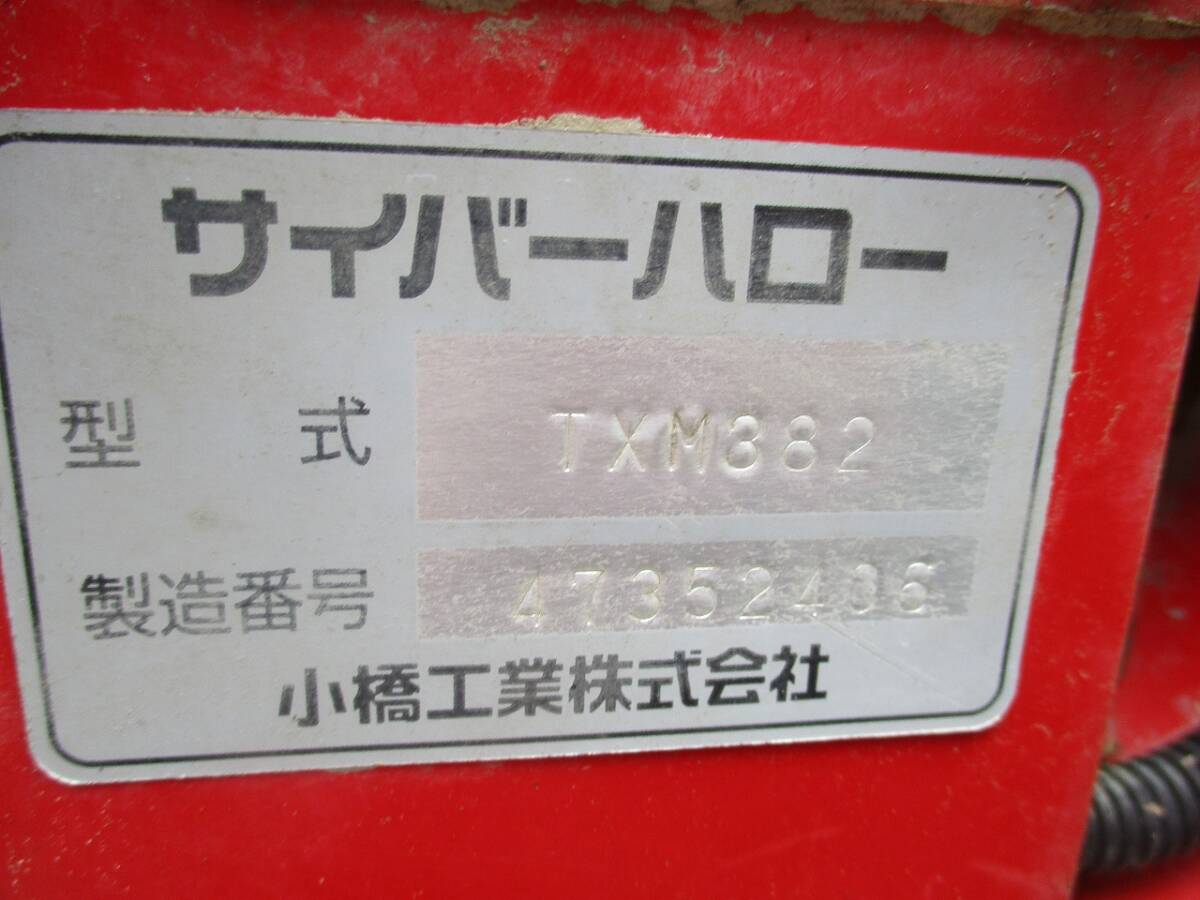 サイバーハロー
型式 TXM382
製造番号 47352436
小橋工業株式会社